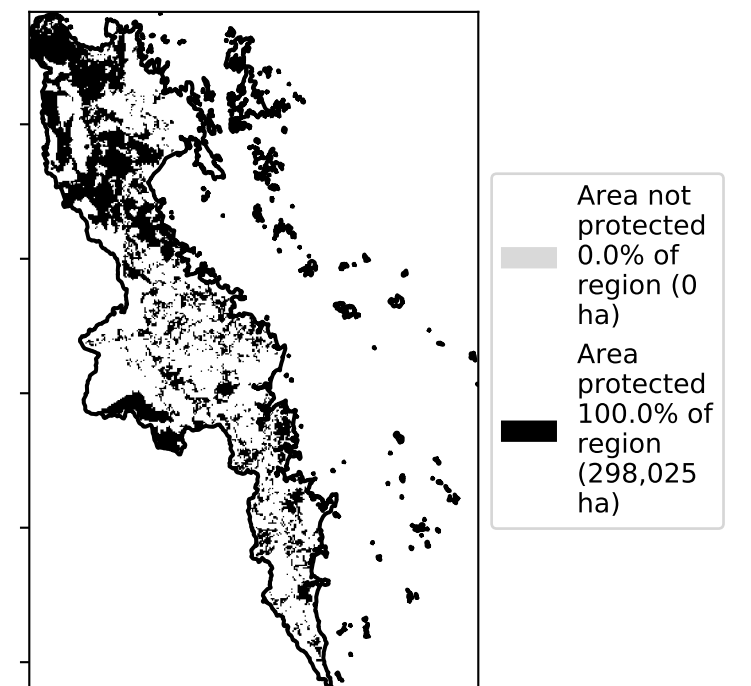 Area not
protected
0.0% of
region (0
ha)
Area
protected
100.0% of
region
(298,025
ha)